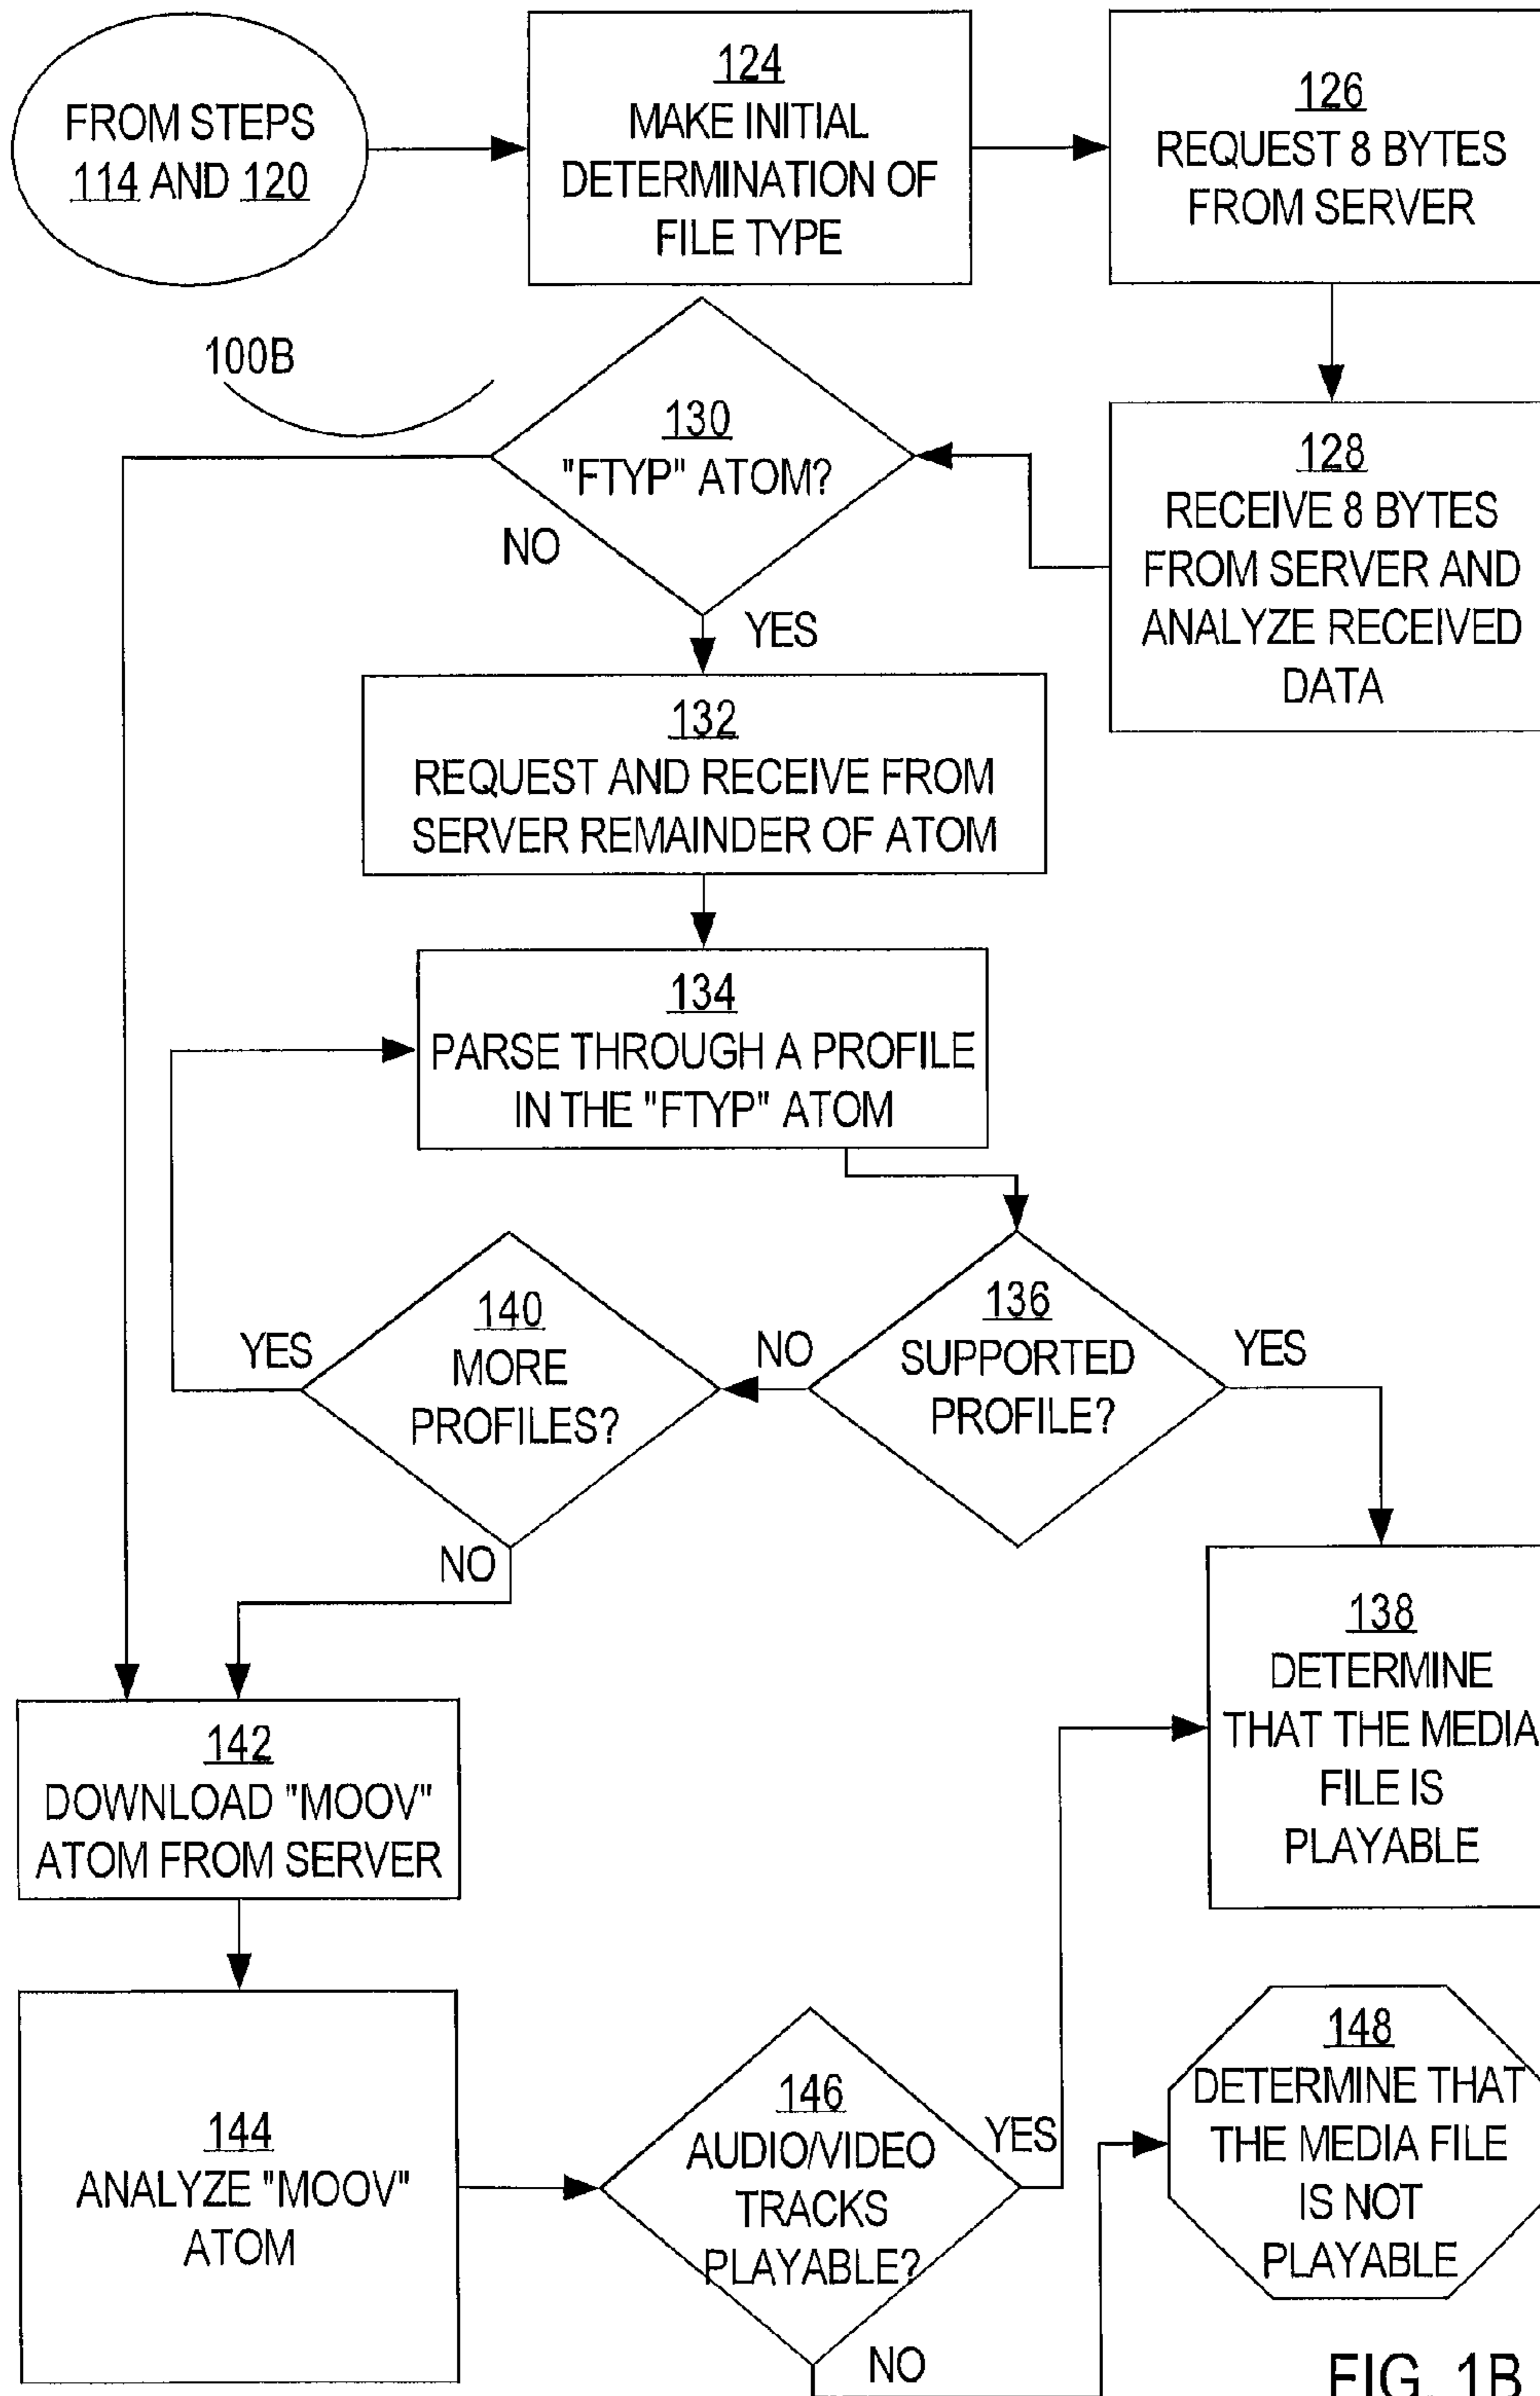 FROM STEPS
114 AND 120
124
MAKE INITIAL
DETERMINATION OF
FILE TYPE
126
REQUEST 8 BYTES
FROM SERVER
100B
130
"FTYP" ATOM?
NO
YES
128
RECEIVE 8 BYTES
FROM SERVER AND
ANALYZE RECEIVED
DATA
132
REQUEST AND RECEIVE FROM
SERVER REMAINDER OF ATOM
134
PARSE THROUGH A PROFILE
IN THE "FTYP" ATOM
136
SUPPORTED
PROFILE?
YES
NO
140
MORE
PROFILES?
YES
NO
138
DETERMINE
THAT THE MEDIA
FILE IS
PLAYABLE
142
DOWNLOAD "MOOV"
ATOM FROM SERVER
144
ANALYZE "MOOV"
ATOM
146
AUDIO/VIDEO
TRACKS
PLAYABLE?
YES
NO
148
DETERMINE THAT
THE MEDIA FILE
IS NOT
PLAYABLE
FIG. 1B